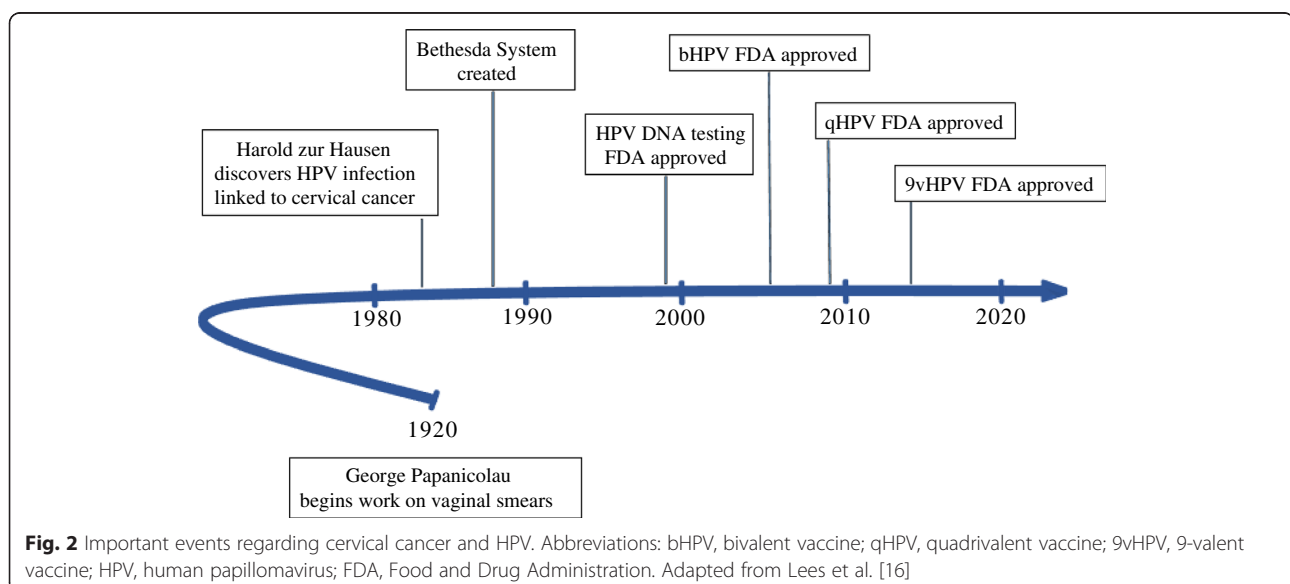 Bethesda System
created
bHPV FDA approved
HPV DNA testing
FDA approved
qHPV FDA approved
Harold zur Hausen
discovers HPV infection
linked to cervical cancer
9vHPV FDA approved
1980
1990
2000
2010
2020
1920
George Papanicolau
begins work on vaginal smears
Fig. 2 Important events regarding cervical cancer and HPV. Abbreviations: bHPV, bivalent vaccine; qHPV, quadrivalent vaccine; 9vHPV, 9-valent
vaccine; HPV, human papillomavirus; FDA, Food and Drug Administration. Adapted from Lees et al. [16]